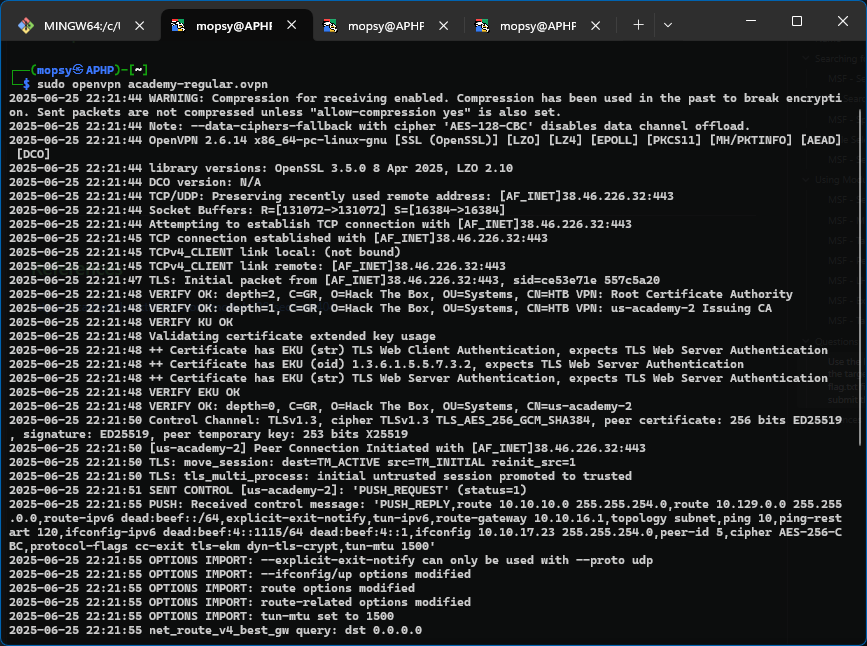 MINGW64:/c/U
mopsy@APHP
mopsy@APHP
mopsy@APHP
┌──(mopsy㉿APHP)-[~]
└─$ sudo openvpn academy-regular.ovpn
2025-06-25 22:21:44 WARNING: Compression for receiving enabled. Compression has been used in the past to break encrypti
on. Sent packets are not compressed unless "allow-compression yes" is also set.
2025-06-25 22:21:44 Note: --data-ciphers-fallback with cipher 'AES-128-CBC' disables data channel offload.
2025-06-25 22:21:44 OpenVPN 2.6.14 x86_64-pc-linux-gnu [SSL (OpenSSL)] [LZO] [LZ4] [EPOLL] [PKCS11] [MH/PKTINFO] [AEAD]
[DCO]
2025-06-25 22:21:44 library versions: OpenSSL 3.5.0 8 Apr 2025, LZO 2.10
2025-06-25 22:21:44 DCO version: N/A
2025-06-25 22:21:44 TCP/UDP: Preserving recently used remote address: [AF_INET]38.46.226.32:443
2025-06-25 22:21:44 Socket Buffers: R=[131072->131072] S=[16384->16384]
2025-06-25 22:21:44 Attempting to establish TCP connection with [AF_INET]38.46.226.32:443
2025-06-25 22:21:45 TCP connection established with [AF_INET]38.46.226.32:443
2025-06-25 22:21:45 TCPv4_CLIENT link local: (not bound)
2025-06-25 22:21:45 TCPv4_CLIENT link remote: [AF_INET]38.46.226.32:443
2025-06-25 22:21:47 TLS: Initial packet from [AF_INET]38.46.226.32:443, sid=ce53e71e 557c5a20
2025-06-25 22:21:48 VERIFY OK: depth=2, C=GR, O=Hack The Box, OU=Systems, CN=HTB VPN: Root Certificate Authority
2025-06-25 22:21:48 VERIFY OK: depth=1, C=GR, O=Hack The Box, OU=Systems, CN=HTB VPN: us-academy-2 Issuing CA
2025-06-25 22:21:48 VERIFY KU OK
2025-06-25 22:21:48 Validating certificate extended key usage
2025-06-25 22:21:48 ++ Certificate has EKU (str) TLS Web Client Authentication, expects TLS Web Server Authentication
2025-06-25 22:21:48 ++ Certificate has EKU (oid) 1.3.6.1.5.5.7.3.2, expects TLS Web Server Authentication
2025-06-25 22:21:48 ++ Certificate has EKU (str) TLS Web Server Authentication, expects TLS Web Server Authentication
2025-06-25 22:21:48 VERIFY EKU OK
2025-06-25 22:21:48 VERIFY OK: depth=0, C=GR, O=Hack The Box, OU=Systems, CN=us-academy-2
2025-06-25 22:21:50 Control Channel: TLSv1.3, cipher TLSv1.3 TLS_AES_256_GCM_SHA384, peer certificate: 256 bits ED25519
, signature: ED25519, peer temporary key: 253 bits X25519
2025-06-25 22:21:50 [us-academy-2] Peer Connection Initiated with [AF_INET]38.46.226.32:443
2025-06-25 22:21:50 TLS: move_session: dest=TM_ACTIVE src=TM_INITIAL reinit_src=1
2025-06-25 22:21:50 TLS: tls_multi_process: initial untrusted session promoted to trusted
2025-06-25 22:21:51 SENT CONTROL [us-academy-2]: 'PUSH_REQUEST' (status=1)
2025-06-25 22:21:55 PUSH: Received control message: 'PUSH_REPLY,route 10.10.10.0 255.255.254.0,route 10.129.0.0 255.255
.0.0,route-ipv6 dead:beef::/64,explicit-exit-notify,tun-ipv6,route-gateway 10.10.16.1,topology subnet,ping 10,ping-rest
art 120,ifconfig-ipv6 dead:beef:4::1115/64 dead:beef:4::1,ifconfig 10.10.17.23 255.255.254.0,peer-id 5,cipher AES-256-C
BC,protocol-flags cc-exit tls-ekm dyn-tls-crypt,tun-mtu 1500'
2025-06-25 22:21:55 OPTIONS IMPORT: --explicit-exit-notify can only be used with --proto udp
2025-06-25 22:21:55 OPTIONS IMPORT: --ifconfig/up options modified
2025-06-25 22:21:55 OPTIONS IMPORT: route options modified
2025-06-25 22:21:55 OPTIONS IMPORT: route-related options modified
2025-06-25 22:21:55 OPTIONS IMPORT: tun-mtu set to 1500
2025-06-25 22:21:55 net_route_v4_best_gw query: dst 0.0.0.0